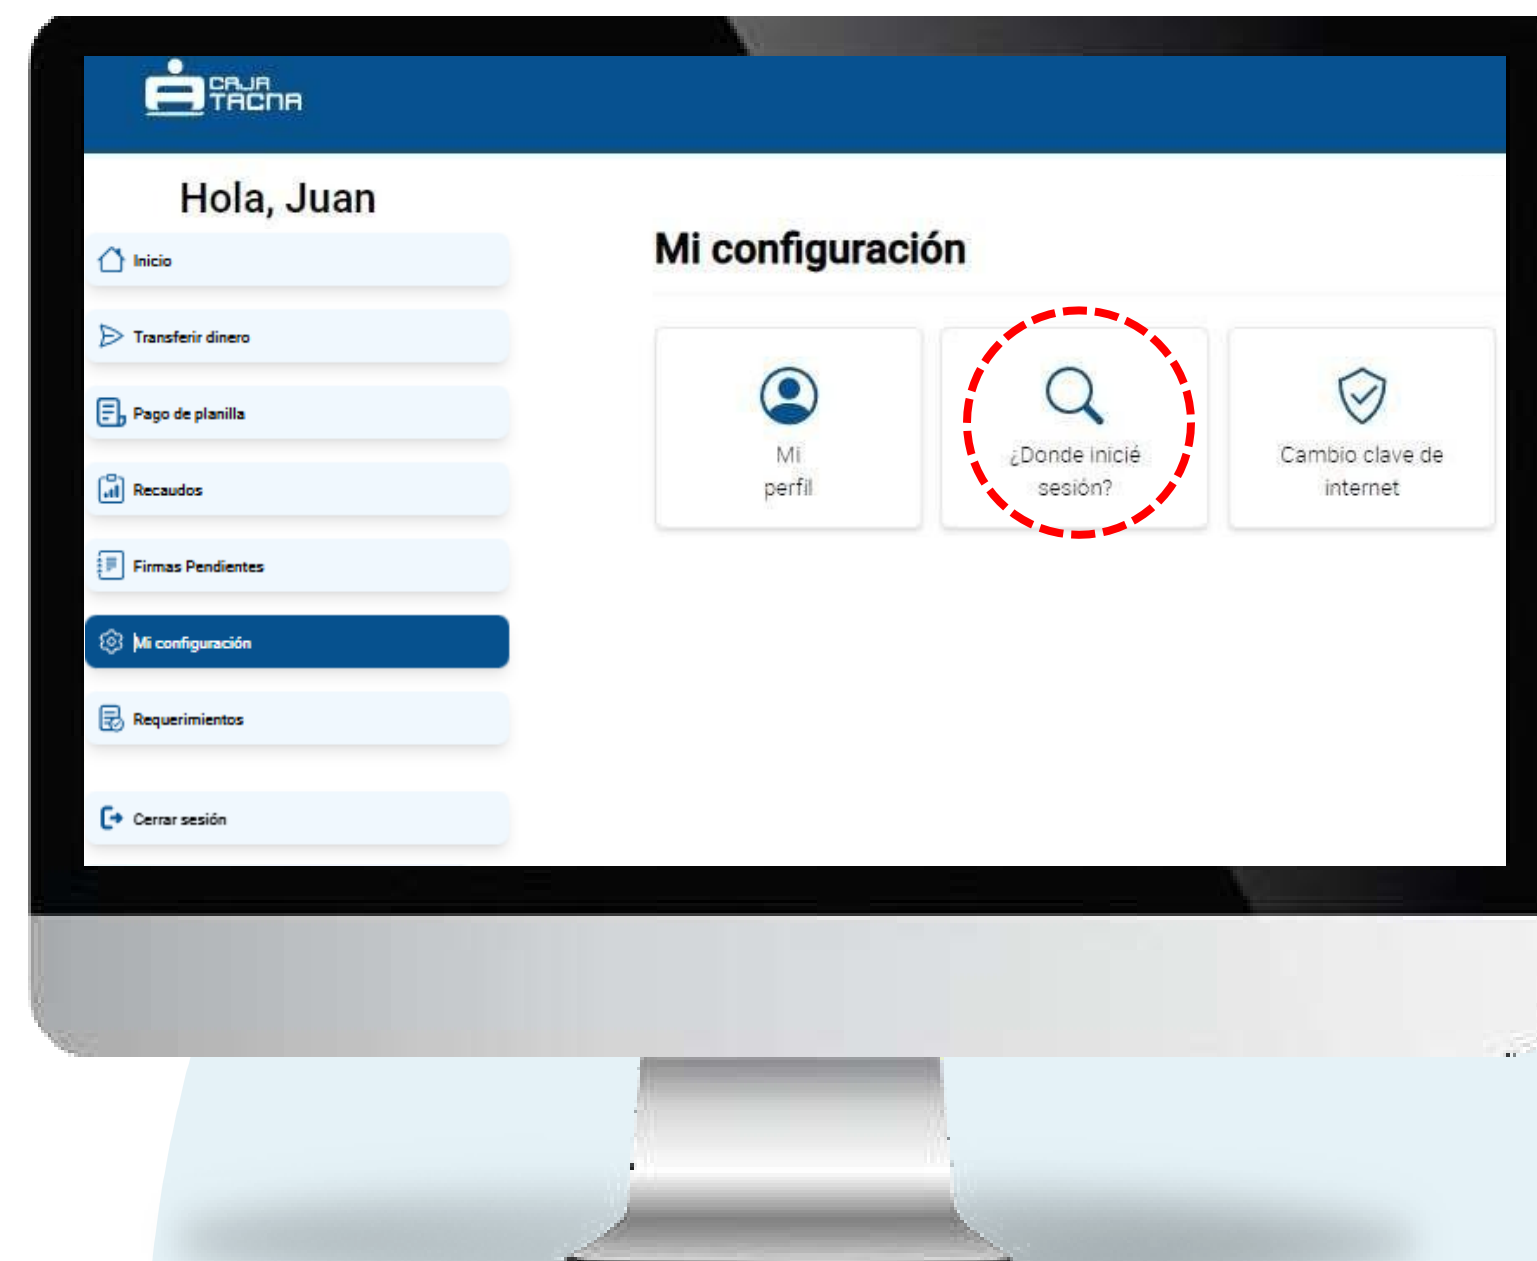 CAJA
TACNA
Hola, Juan
Inicio
Transferir dinero
Pago de planilla
Recaudos
Firmas Pendientes
Mi configuración
Requerimientos
Cerrar sesión
Mi configuración
Mi
perfil
¿Donde inicié
sesión?
Cambio clave de
internet